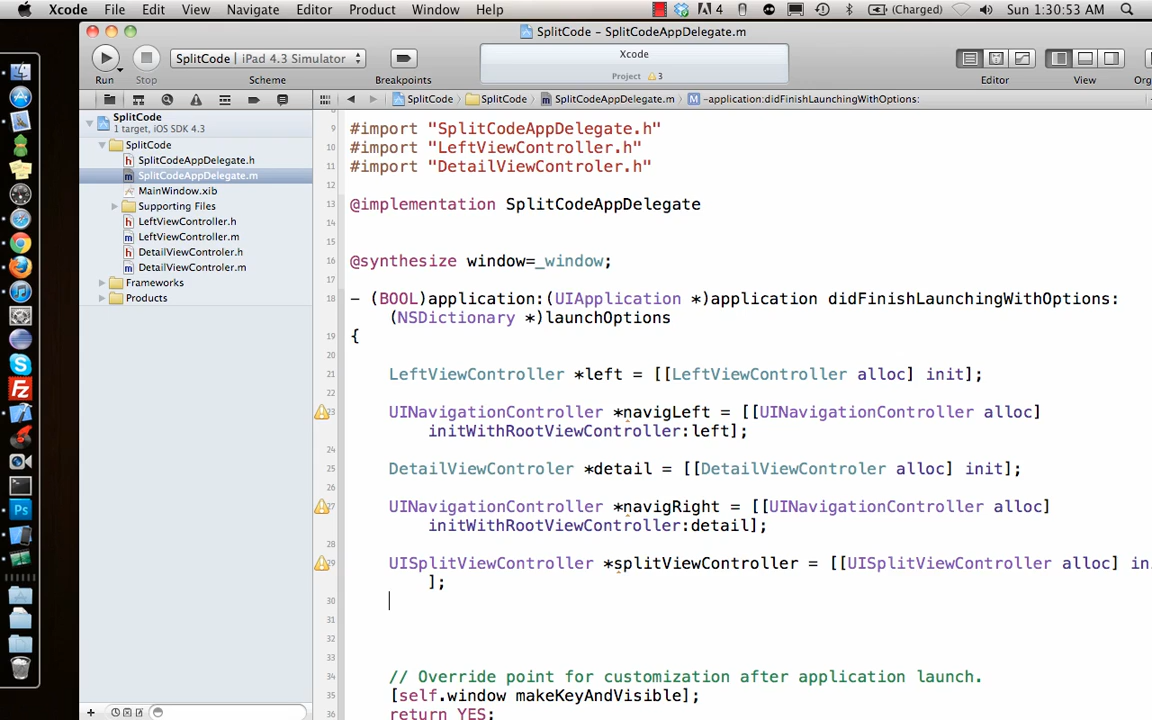 Xcode File Edit View Navigate Editor Product Window Help 4 (Charged) Sun 1:30:53 AM
SplitCode – SplitCodeAppDelegate.m
SplitCode | iPad 4.3 Simulator
Xcode
Project 3
Run Stop Scheme Breakpoints Editor View Org
SplitCode
1 target, iOS SDK 4.3
SplitCode
SplitCodeAppDelegate.h
SplitCodeAppDelegate.m
MainWindow.xib
Supporting Files
LeftViewController.h
LeftViewController.m
DetailViewControler.h
DetailViewControler.m
Frameworks
Products
SplitCode SplitCode SplitCodeAppDelegate.m –application:didFinishLaunchingWithOptions:
9 #import "SplitCodeAppDelegate.h"
10 #import "LeftViewController.h"
11 #import "DetailViewControler.h"
12
13 @implementation SplitCodeAppDelegate
14
15
16 @synthesize window=_window;
17
18 - (BOOL)application:(UIApplication *)application didFinishLaunchingWithOptions:
(NSDictionary *)launchOptions
19 {
20
21 LeftViewController *left = [[LeftViewController alloc] init];
22
23 UINavigationController *navigLeft = [[UINavigationController alloc]
initWithRootViewController:left];
24
25 DetailViewControler *detail = [[DetailViewControler alloc] init];
26
27 UINavigationController *navigRight = [[UINavigationController alloc]
initWithRootViewController:detail];
28
29 UISplitViewController *splitViewController = [[UISplitViewController alloc] in
];
30
31
32
33
34 // Override point for customization after application launch.
35 [self.window makeKeyAndVisible];
36 return YES;